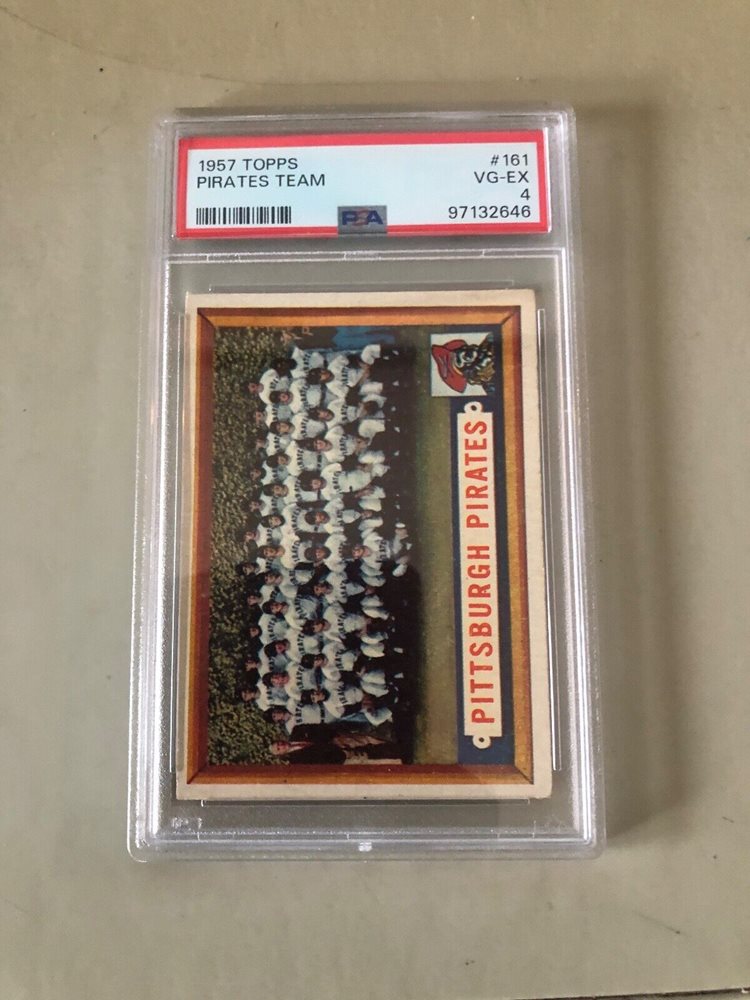 1957 TOPPS #161
PIRATES TEAM VG-EX
4
PSA 97132646
PITTSBURGH PIRATES